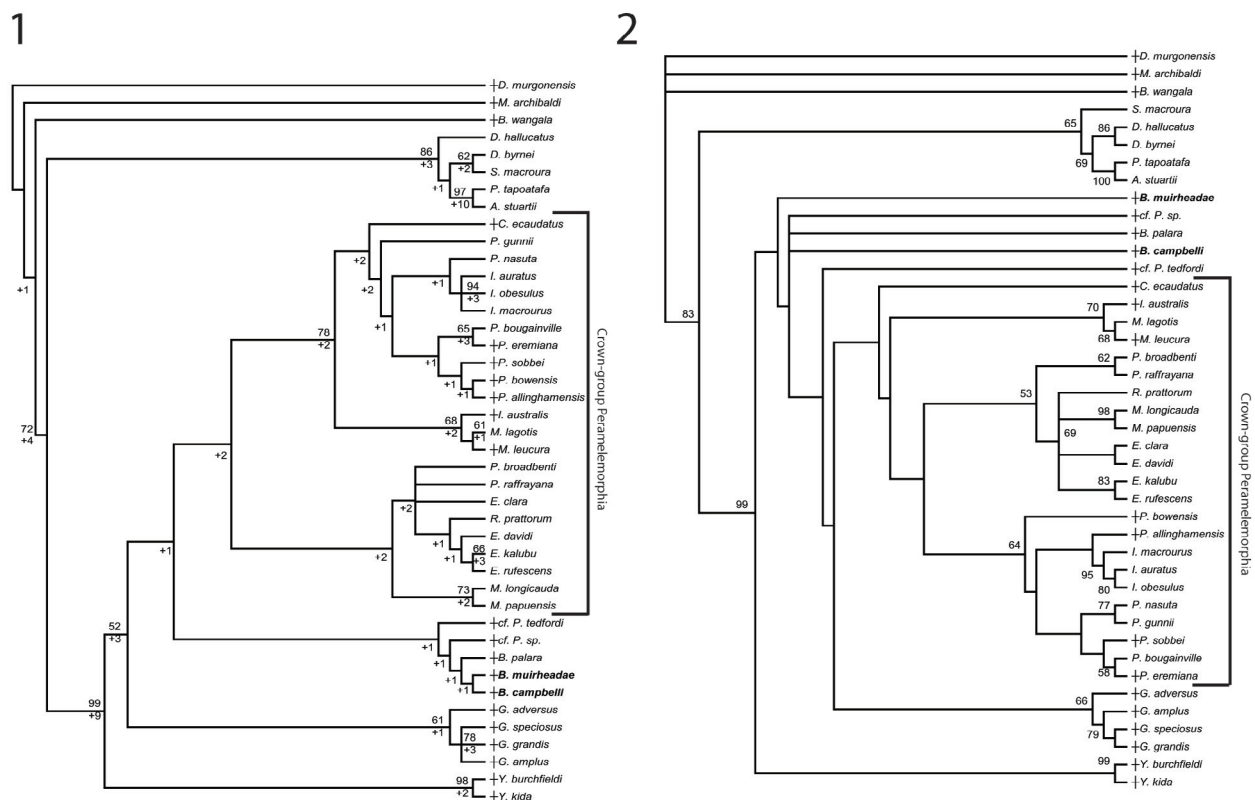 1
┼D. murgonensis
┼M. archibaldi
┼B. wangala
D. hallucatus
86
+3
62
D. byrnei
+2
S. macroura
+1
97
P. tapoatafa
+10
A. stuartii
┼C. ecaudatus
P. gunnii
+2
P. nasuta
+2
+1
I. auratus
94
+1
I. obesulus
+3
I. macrourus
78
+2
65
P. bougainville
+3
┼P. eremiana
+1
┼P. sobbei
+1
┼P. bowensis
+1
┼P. allinghamensis
68
┼I. australis
+2
61
M. lagotis
+1
┼M. leucura
72
+4
+2
P. broadbenti
P. raffrayana
E. clara
+2
R. prattorum
+1
E. davidi
+1
66
E. kalubu
+3
E. rufescens
+2
73
M. longicauda
+2
M. papuensis
+1
Crown-group Peramelemorphia
┼cf. P. tedfordi
+1
┼cf. P. sp.
+1
B. palara
+1
┼B. muirheadae
+1
┼B. campbelli
52
+3
99
+9
61
┼G. adversus
+1
┼G. speciosus
78
┼G. grandis
+3
┼G. amplus
98
┼Y. burchfieldi
+2
┼Y. kida
2
┼D. murgonensis
┼M. archibaldi
┼B. wangala
65
S. macroura
86
D. hallucatus
D. byrnei
69
P. tapoatafa
100
A. stuartii
┼B. muirheadae
┼cf. P. sp.
B. palara
┼B. campbelli
┼cf. P. tedfordi
83
┼C. ecaudatus
70
┼I. australis
M. lagotis
68
┼M. leucura
62
P. broadbenti
P. raffrayana
53
R. prattorum
98
M. longicauda
69
M. papuensis
E. clara
E. davidi
83
E. kalubu
E. rufescens
99
64
┼P. bowensis
┼P. allinghamensis
I. macrourus
95
I. auratus
80
I. obesulus
77
P. nasuta
P. gunnii
┼P. sobbei
P. bougainville
58
┼P. eremiana
Crown-group Peramelemorphia
66
┼G. adversus
┼G. amplus
79
┼G. speciosus
┼G. grandis
99
┼Y. burchfieldi
┼Y. kida